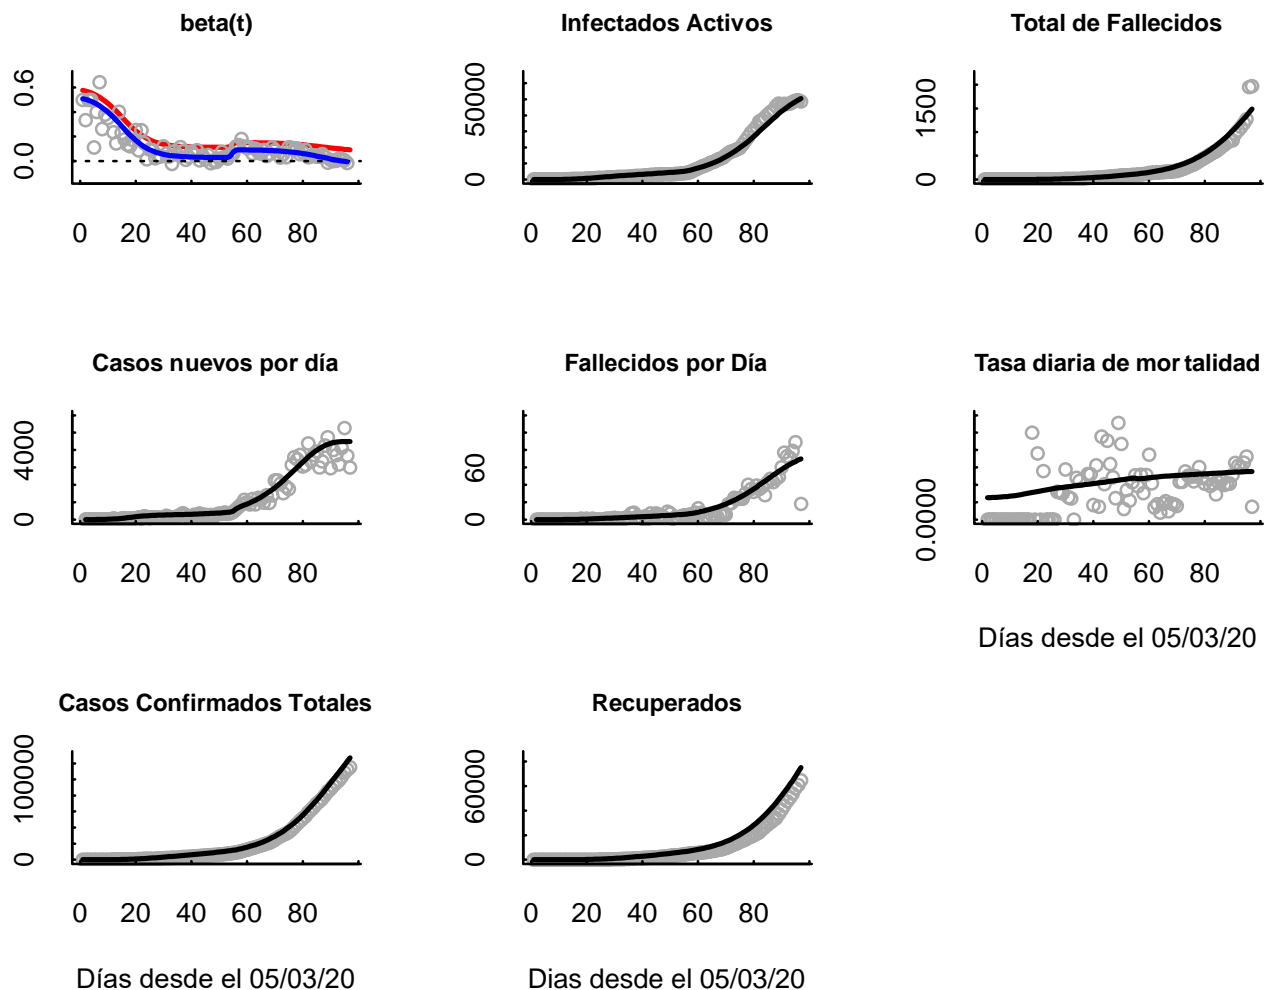 beta(t)
0.0 0.6
0 20 40 60 80
Infectados Activos
0 50000
0 20 40 60 80
Total de Fallecidos
0 1500
0 20 40 60 80
Casos nuevos por día
0 4000
0 20 40 60 80
Fallecidos por Día
0 60
0 20 40 60 80
Tasa diaria de mor talidad
0.0000
0 20 40 60 80
Días desde el 05/03/20
Casos Confirmados Totales
0 100000
0 20 40 60 80
Días desde el 05/03/20
Recuperados
0 60000
0 20 40 60 80
Dias desde el 05/03/20